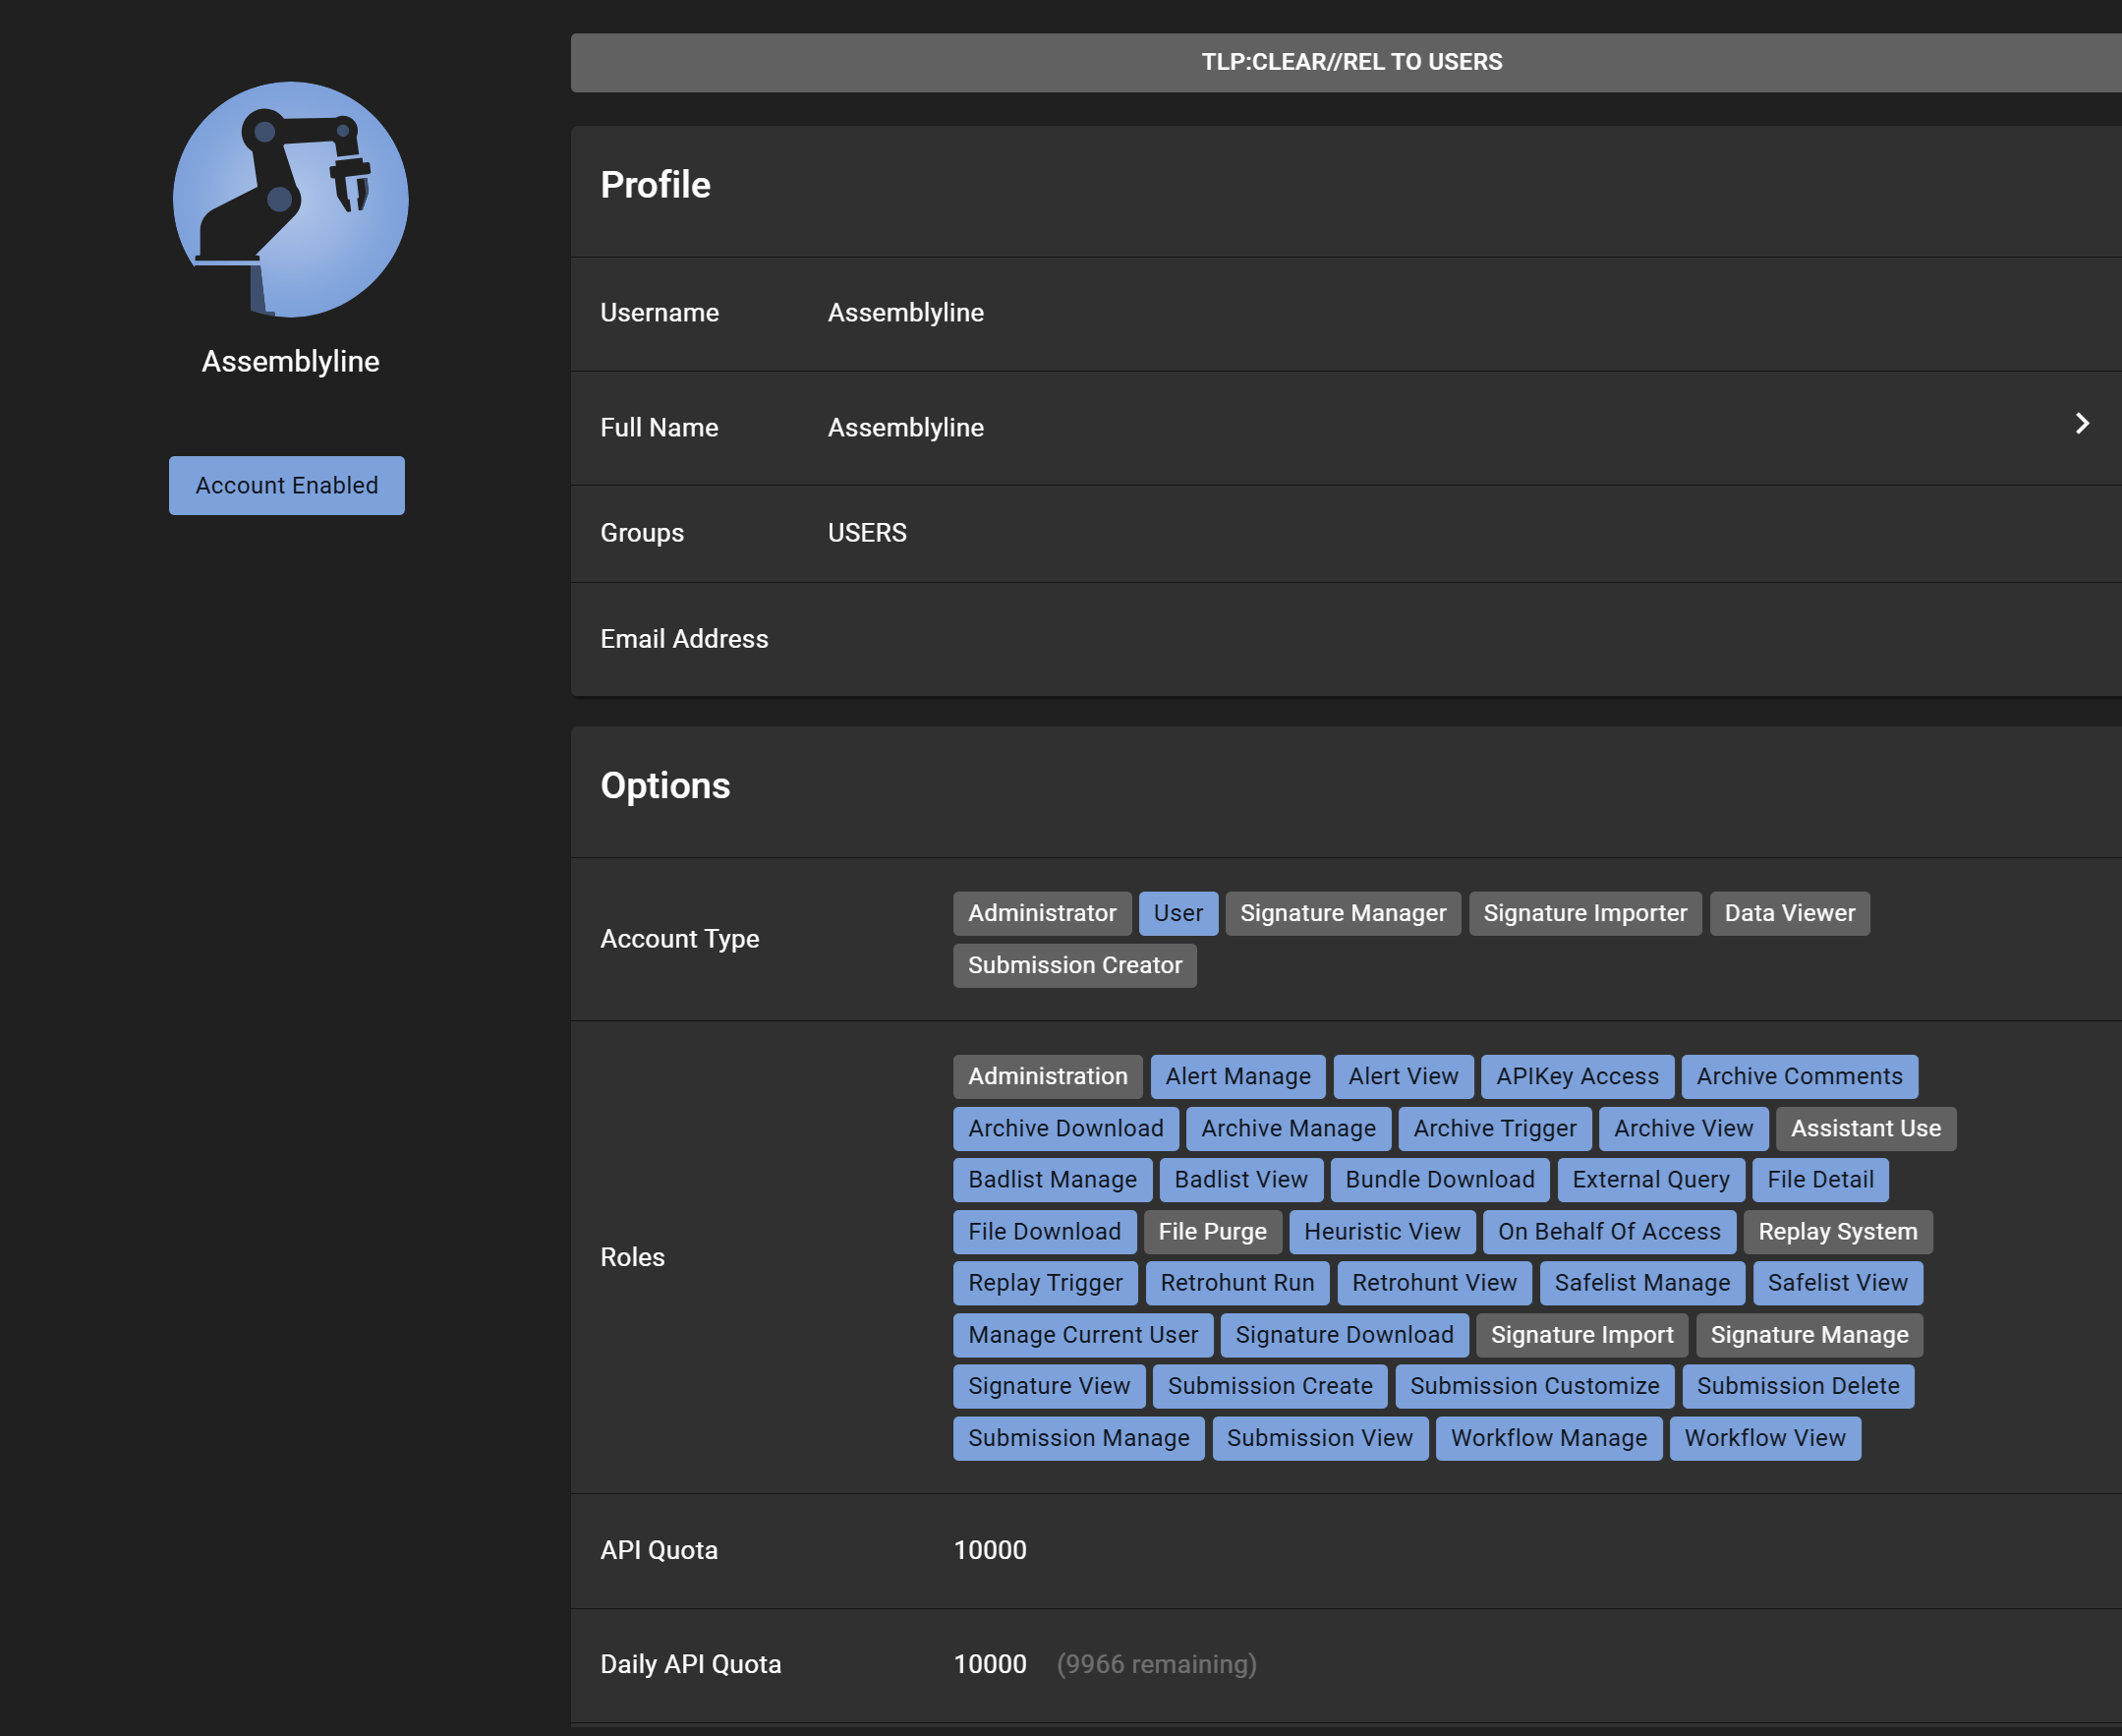 TLP:CLEAR//REL TO USERS
Assemblyline
Account Enabled
Profile
Username Assemblyline
Full Name Assemblyline
Groups USERS
Email Address
Options
Account Type
Administrator User Signature Manager Signature Importer Data Viewer
Submission Creator
Roles
Administration Alert Manage Alert View APIKey Access Archive Comments
Archive Download Archive Manage Archive Trigger Archive View Assistant Use
Badlist Manage Badlist View Bundle Download External Query File Detail
File Download File Purge Heuristic View On Behalf Of Access Replay System
Replay Trigger Retrohunt Run Retrohunt View Safelist Manage Safelist View
Manage Current User Signature Download Signature Import Signature Manage
Signature View Submission Create Submission Customize Submission Delete
Submission Manage Submission View Workflow Manage Workflow View
API Quota 10000
Daily API Quota 10000 (9966 remaining)